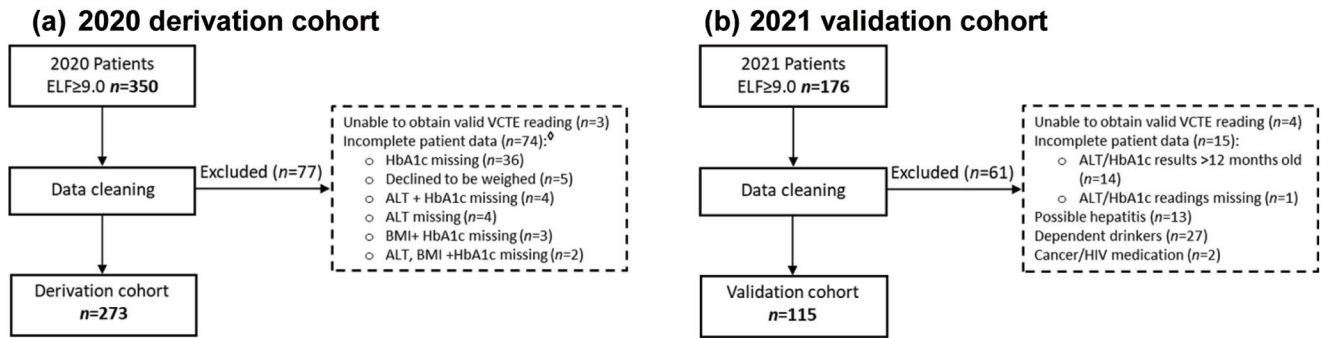 (a) 2020 derivation cohort
2020 Patients
ELF≥9.0 n=350
Data cleaning
Excluded (n=77)
Unable to obtain valid VCTE reading (n=3)
Incomplete patient data (n=74):◊
o HbA1c missing (n=36)
o Declined to be weighed (n=5)
o ALT + HbA1c missing (n=4)
o ALT missing (n=4)
o BMI+ HbA1c missing (n=3)
o ALT, BMI +HbA1c missing (n=2)
Derivation cohort
n=273
(b) 2021 validation cohort
2021 Patients
ELF≥9.0 n=176
Data cleaning
Excluded (n=61)
Unable to obtain valid VCTE reading (n=4)
Incomplete patient data (n=15):
o ALT/HbA1c results >12 months old
(n=14)
o ALT/HbA1c readings missing (n=1)
Possible hepatitis (n=13)
Dependent drinkers (n=27)
Cancer/HIV medication (n=2)
Validation cohort
n=115